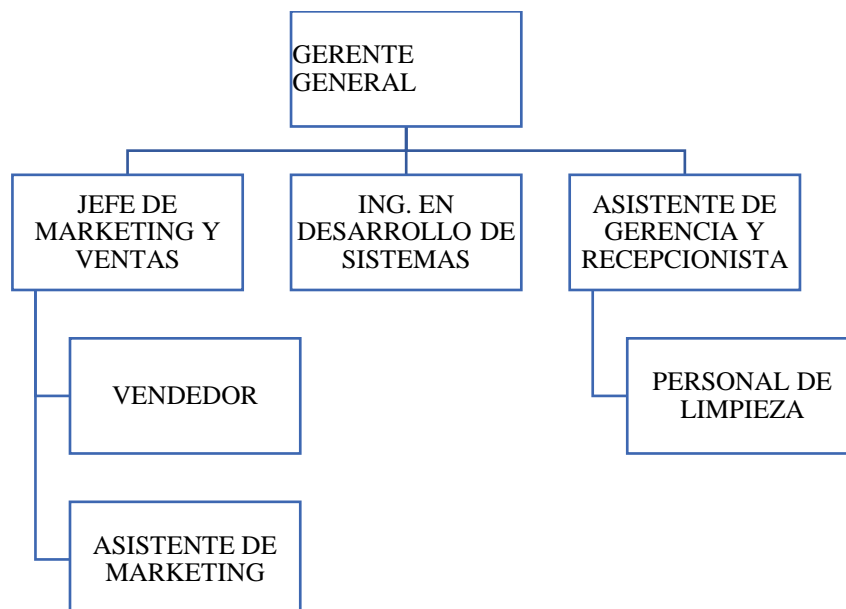 GERENTE
GENERAL
JEFE DE
MARKETING Y
VENTAS
ING. EN
DESARROLLO DE
SISTEMAS
ASISTENTE DE
GERENCIA Y
RECEPCIONISTA
VENDEDOR
PERSONAL DE
LIMPIEZA
ASISTENTE DE
MARKETING